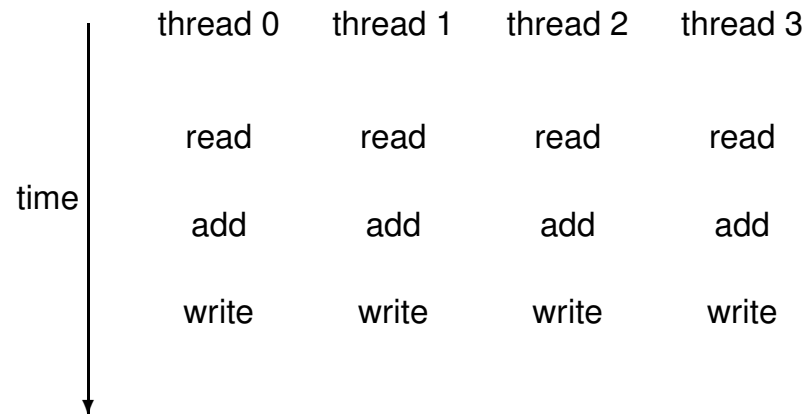 thread 0 thread 1 thread 2 thread 3
read read read read
time
add add add add
write write write write